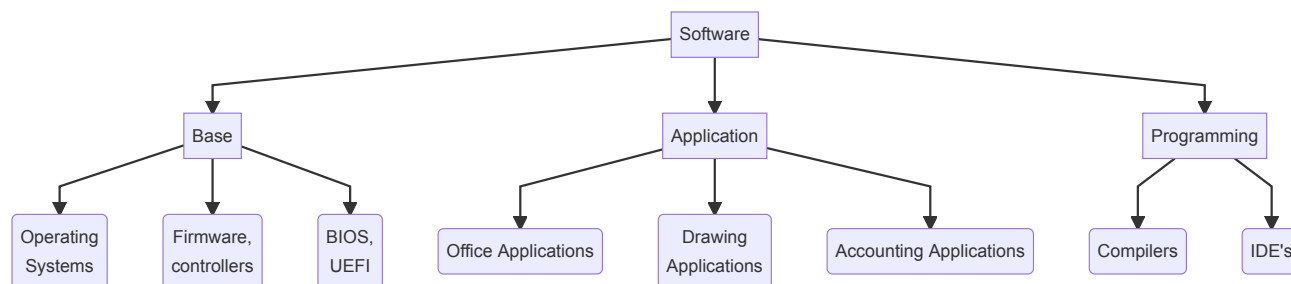 Software
Base
Application
Programming
Operating
Systems
Firmware,
controllers
BIOS,
UEFI
Office Applications
Drawing
Applications
Accounting Applications
Compilers
IDE's